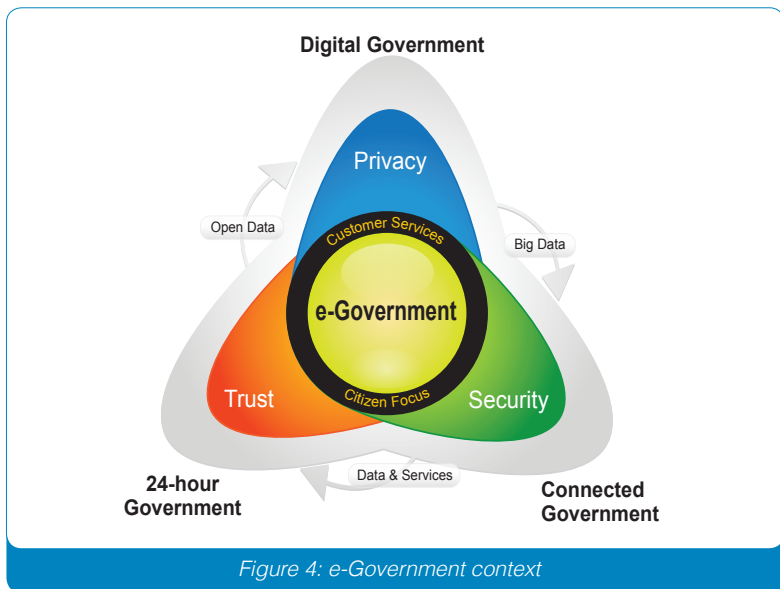 Digital Government
Privacy
Open Data
Big Data
Customer Services
e-Government
Citizen Focus
Trust
Security
Data & Services
24-hour
Government
Connected
Government
Figure 4: e-Government context